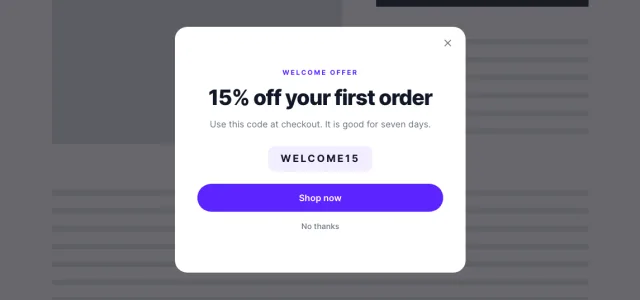 WELCOME OFFER
15% off your first order
Use this code at checkout. It is good for seven days.
WELCOME15
Shop now
No thanks